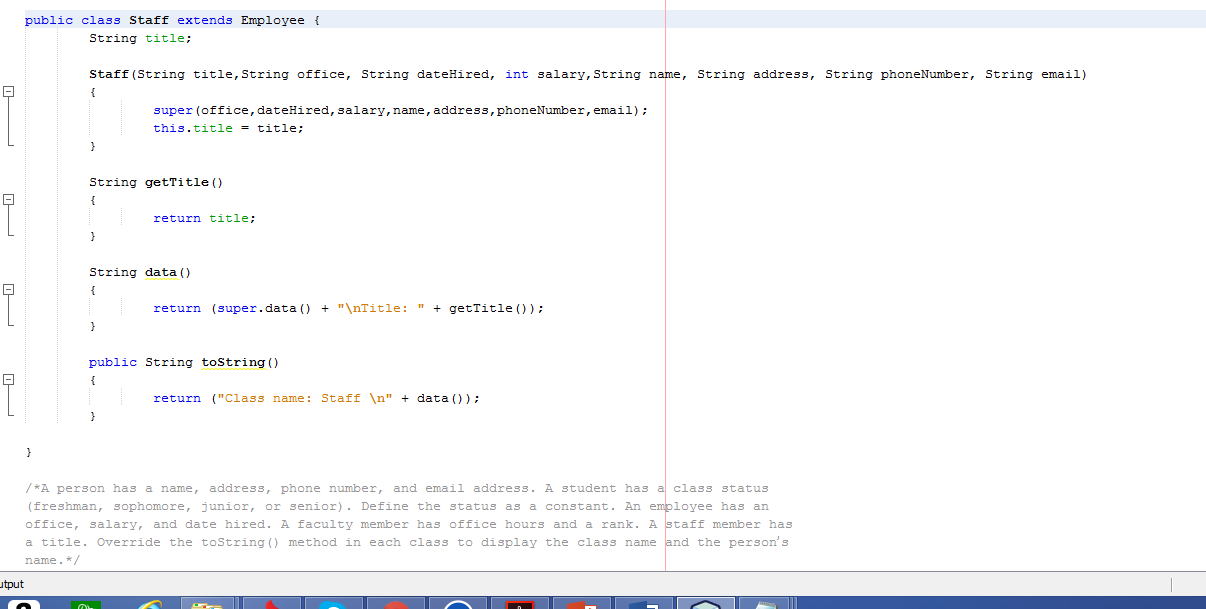 public class Staff extends Employee {
String title;
Staff(String title,String office, String dateHired, int salary,String name, String address, String phoneNumber, String email)
{
super(office,dateHired,salary,name,address,phoneNumber,email);
this.title = title;
}
String getTitle()
{
return title;
}
String data()
{
return (super.data() + "\nTitle: " + getTitle());
}
public String toString()
{
return ("Class name: Staff \n" + data());
}
}
/*A person has a name, address, phone number, and email address. A student has a class status
(freshman, sophomore, junior, or senior). Define the status as a constant. An employee has an
office, salary, and date hired. A faculty member has office hours and a rank. A staff member has
a title. Override the toString() method in each class to display the class name and the person's
name.*/
utput